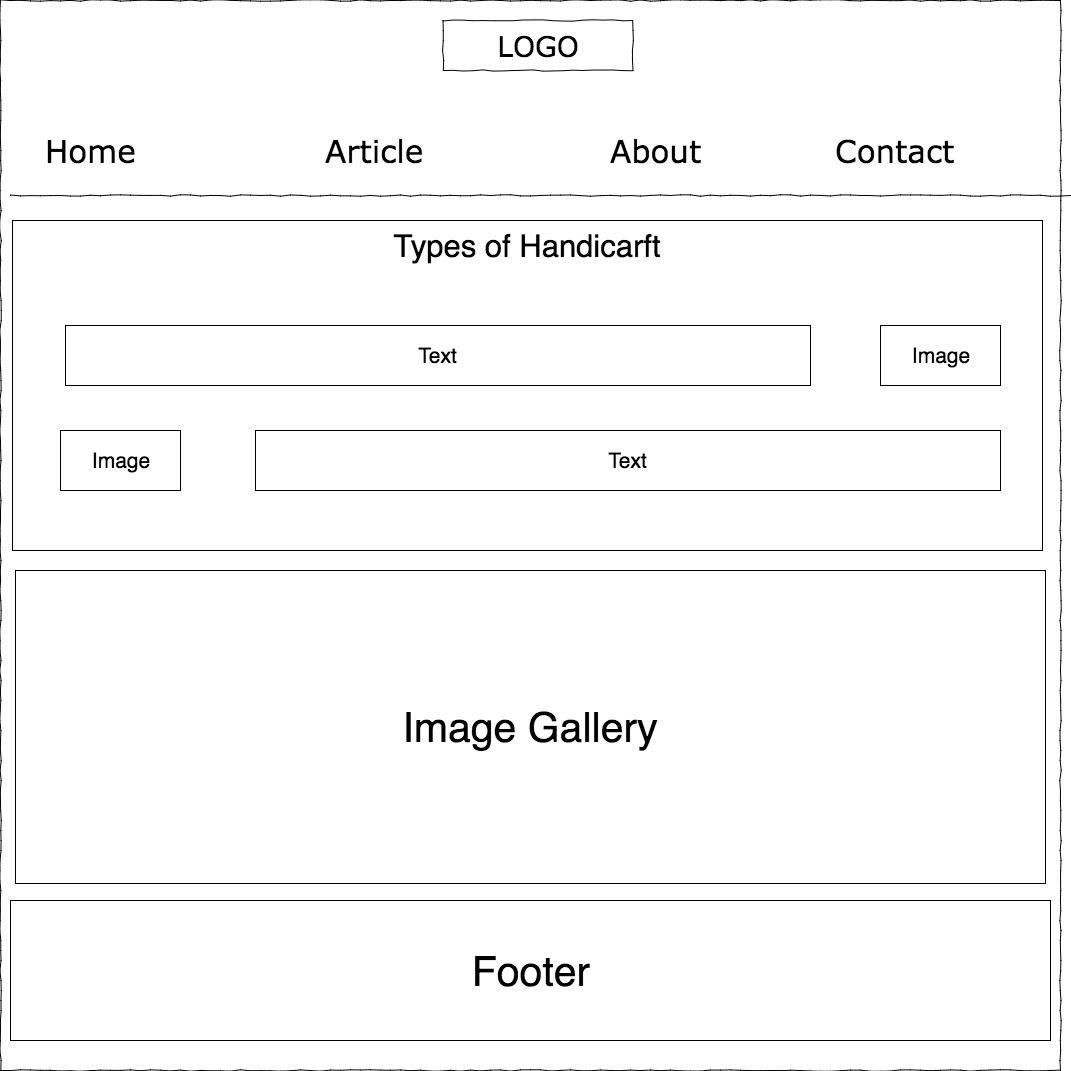 LOGO
Home Article About Contact
Types of Handicarft
Text Image
Image Text
Image Gallery
Footer